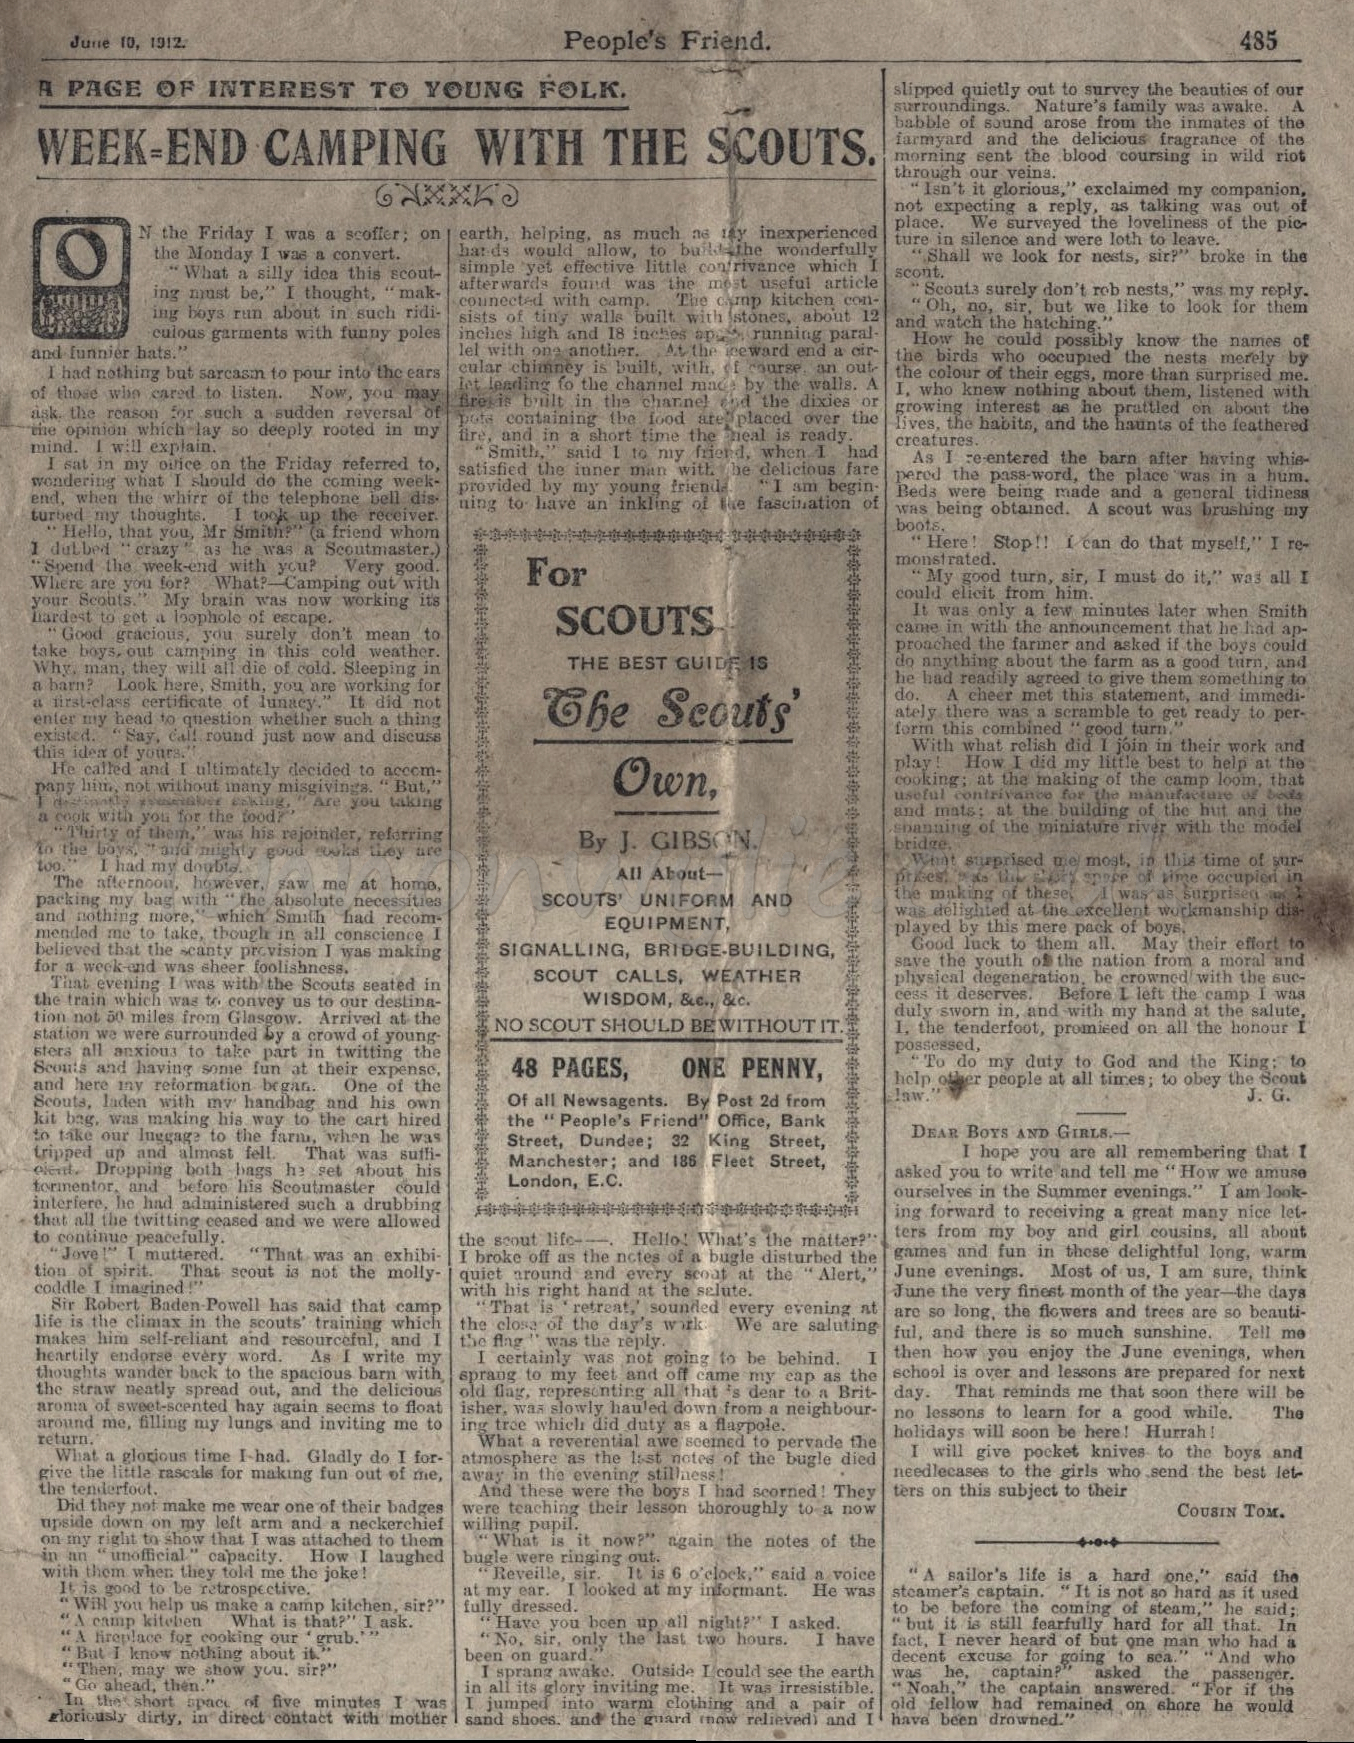 June 10, 1912.
People's Friend.
485
A PAGE OF INTEREST TO YOUNG FOLK.
WEEK-END CAMPING WITH THE SCOUTS.
ON the Friday I was a scoffer; on
the Monday I was a convert.
"What a silly idea this scout-
ing must be," I thought, "mak-
ing boys run about in such ridi-
culous garments with funny poles
and funnier hats."
I had nothing but sarcasm to pour into the ears
of those who cared to listen. Now, you may
ask the reason for such a sudden reversal of
the opinion which lay so deeply rooted in my
mind. I will explain.
I sat in my office on the Friday referred to,
wondering what I should do the coming week-
end, when the whirr of the telephone bell dis-
turbed my thoughts. I took up the receiver.
"Hello, that you, Mr Smith?" (a friend whom
I dubbed "crazy" as he was a Scoutmaster.)
"Spend the week-end with you? Very good.
Where are you for? What?—Camping out with
your Scouts." My brain was now working its
hardest to get a loophole of escape.
"Good gracious, you surely don't mean to
take boys out camping in this cold weather.
Why, man, they will all die of cold. Sleeping in
a barn? Look here, Smith, you are working for
a first-class certificate of lunacy." It did not
enter my head to question whether such a thing
existed. "Say, call round just now and discuss
this idea of yours."
He called and I ultimately decided to accom-
pany him, not without many misgivings. "But,"
I distinctly remember asking, "Are you taking
a cook with you for the food?"
"Thirty of them," was his rejoinder, referring
to the boys, "and mighty good cooks they are
too." I had my doubts.
The afternoon, however, saw me at home,
packing my bag with "the absolute necessities
and nothing more," which Smith had recom-
mended me to take, though in all conscience I
believed that the scanty provision I was making
for a week-end was sheer foolishness.
That evening I was with the Scouts seated in
the train which was to convey us to our destina-
tion not 50 miles from Glasgow. Arrived at the
station we were surrounded by a crowd of young-
sters all anxious to take part in twitting the
Scouts and having some fun at their expense,
and here my reformation began. One of the
Scouts, laden with my handbag and his own
kit bag, was making his way to the cart hired
to take our luggage to the farm, when he was
tripped up and almost fell. That was suffi-
cient. Dropping both bags he set about his
tormentor, and before his Scoutmaster could
interfere, he had administered such a drubbing
that all the twitting ceased and we were allowed
to continue peacefully.
"Jove!" I muttered. "That was an exhibi-
tion of spirit. That scout is not the molly-
coddle I imagined!"
Sir Robert Baden-Powell has said that camp
life is the climax in the scouts' training which
makes him self-reliant and resourceful, and I
heartily endorse every word. As I write my
thoughts wander back to the spacious barn with
the straw neatly spread out, and the delicious
aroma of sweet-scented hay again seems to float
around me, filling my lungs and inviting me to
return.
What a glorious time I had. Gladly do I for-
give the little rascals for making fun out of me,
the tenderfoot.
Did they not make me wear one of their badges
upside down on my left arm and a neckerchief
on my right to show that I was attached to them
in an "unofficial" capacity. How I laughed
with them when they told me the joke!
It is good to be retrospective.
"Will you help us make a camp kitchen, sir?"
"A camp kitchen What is that?" I ask.
"A fireplace for cooking our 'grub.'"
"But I know nothing about it."
"Then, may we show you, sir?"
"Go ahead, then."
In the short space of five minutes I was
gloriously dirty, in direct contact with mother
earth, helping, as much as my inexperienced
hands would allow, to build the wonderfully
simple yet effective little contrivance which I
afterwards found was the most useful article
connected with camp. The camp kitchen con-
sists of tiny walls built with stones, about 12
inches high and 18 inches apart, running paral-
lel with one another. At the leeward end a cir-
cular chimney is built, with, of course, an out-
let leading to the channel made by the walls. A
fire is built in the channel and the dixies or
pots containing the food are placed over the
fire, and in a short time the meal is ready.
"Smith," said I to my friend, when I had
satisfied the inner man with the delicious fare
provided by my young friends. "I am begin-
ning to have an inkling of the fascination of
For
SCOUTS
THE BEST GUIDE IS
The Scouts'
Own,
By J. GIBSON.
All About—
SCOUTS' UNIFORM AND
EQUIPMENT,
SIGNALLING, BRIDGE-BUILDING,
SCOUT CALLS, WEATHER
WISDOM, &c., &c.
NO SCOUT SHOULD BE WITHOUT IT.
48 PAGES, ONE PENNY,
Of all Newsagents. By Post 2d from
the "People's Friend" Office, Bank
Street, Dundee; 32 King Street,
Manchester; and 186 Fleet Street,
London, E.C.
the scout life——. Hello! What's the matter?"
I broke off as the notes of a bugle disturbed the
quiet around and every scout at the "Alert,"
with his right hand at the salute.
"That is 'retreat,' sounded every evening at
the close of the day's work. We are saluting
the flag" was the reply.
I certainly was not going to be behind. I
sprang to my feet and off came my cap as the
old flag, representing all that is dear to a Brit-
isher, was slowly hauled down from a neighbour-
ing tree which did duty as a flagpole.
What a reverential awe seemed to pervade the
atmosphere as the last notes of the bugle died
away in the evening stillness!
And these were the boys I had scorned! They
were teaching their lesson thoroughly to a now
willing pupil.
"What is it now?" again the notes of the
bugle were ringing out.
"Reveille, sir. It is 6 o'clock," said a voice
at my ear. I looked at my informant. He was
fully dressed.
"Have you been up all night?" I asked.
"No, sir, only the last two hours. I have
been on guard."
I sprang awake. Outside I could see the earth
in all its glory inviting me. It was irresistible.
I jumped into warm clothing and a pair of
sand shoes, and the guard (now relieved) and I
slipped quietly out to survey the beauties of our
surroundings. Nature's family was awake. A
babble of sound arose from the inmates of the
farmyard and the delicious fragrance of the
morning sent the blood coursing in wild riot
through our veins.
"Isn't it glorious," exclaimed my companion,
not expecting a reply, as talking was out of
place. We surveyed the loveliness of the pic-
ture in silence and were loth to leave.
"Shall we look for nests, sir?" broke in the
scout.
"Scouts surely don't rob nests," was my reply.
"Oh, no, sir, but we like to look for them
and watch the hatching."
How he could possibly know the names of
the birds who occupied the nests merely by
the colour of their eggs, more than surprised me.
I, who knew nothing about them, listened with
growing interest as he prattled on about the
lives, the habits, and the haunts of the feathered
creatures.
As I re-entered the barn after having whis-
pered the pass-word, the place was in a hum.
Beds were being made and a general tidiness
was being obtained. A scout was brushing my
boots.
"Here! Stop!! I can do that myself," I re-
monstrated.
"My good turn, sir, I must do it," was all I
could elicit from him.
It was only a few minutes later when Smith
came in with the announcement that he had ap-
proached the farmer and asked if the boys could
do anything about the farm as a good turn, and
he had readily agreed to give them something to
do. A cheer met this statement, and immedi-
ately there was a scramble to get ready to per-
form this combined "good turn."
With what relish did I join in their work and
play! How I did my little best to help at the
cooking; at the making of the camp loom, that
useful contrivance for the manufacture of beds
and mats; at the building of the hut and the
spanning of the miniature river with the model
bridge.
What surprised me most, in this time of sur-
prises, was the short space of time occupied in
the making of these. I was as surprised as I
was delighted at the excellent workmanship dis-
played by this mere pack of boys.
Good luck to them all. May their effort to
save the youth of the nation from a moral and
physical degeneration, be crowned with the suc-
cess it deserves. Before I left the camp I was
duly sworn in, and with my hand at the salute,
I, the tenderfoot, promised on all the honour I
possessed,
"To do my duty to God and the King; to
help other people at all times; to obey the Scout
law." J. G.
DEAR BOYS AND GIRLS.—
I hope you are all remembering that I
asked you to write and tell me "How we amuse
ourselves in the Summer evenings." I am look-
ing forward to receiving a great many nice let-
ters from my boy and girl cousins, all about
games and fun in these delightful long, warm
June evenings. Most of us, I am sure, think
June the very finest month of the year—the days
are so long, the flowers and trees are so beauti-
ful, and there is so much sunshine. Tell me
then how you enjoy the June evenings, when
school is over and lessons are prepared for next
day. That reminds me that soon there will be
no lessons to learn for a good while. The
holidays will soon be here! Hurrah!
I will give pocket knives to the boys and
needlecases to the girls who send the best let-
ters on this subject to their
COUSIN TOM.
"A sailor's life is a hard one," said the
steamer's captain. "It is not so hard as it used
to be before the coming of steam," he said;
"but it is still fearfully hard for all that. In
fact, I never heard of but one man who had a
decent excuse for going to sea." "And who
was he, captain?" asked the passenger.
"Noah," the captain answered. "For if the
old fellow had remained on shore he would
have been drowned."